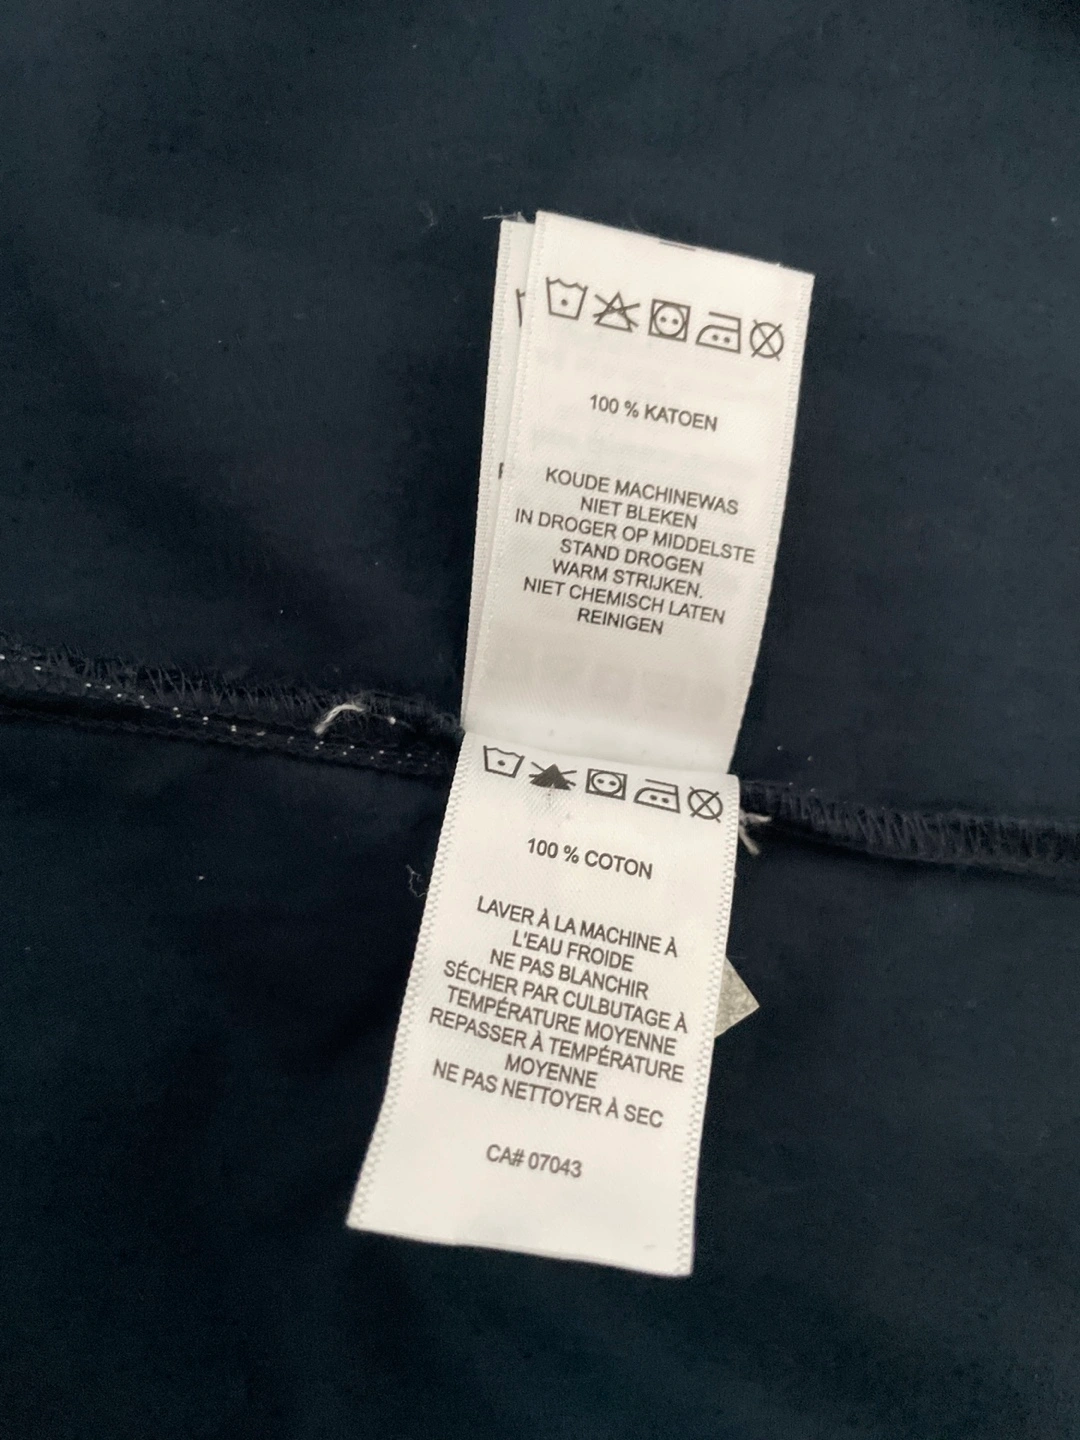 100 % KATOEN
KOUDE MACHINEWAS
NIET BLEKEN
IN DROGER OP MIDDELSTE
STAND DROGEN
WARM STRIJKEN.
NIET CHEMISCH LATEN
REINIGEN
100 % COTON
LAVER À LA MACHINE À
L'EAU FROIDE
NE PAS BLANCHIR
SÉCHER PAR CULBUTAGE À
TEMPÉRATURE MOYENNE
REPASSER À TEMPÉRATURE
MOYENNE
NE PAS NETTOYER À SEC
CA# 07043